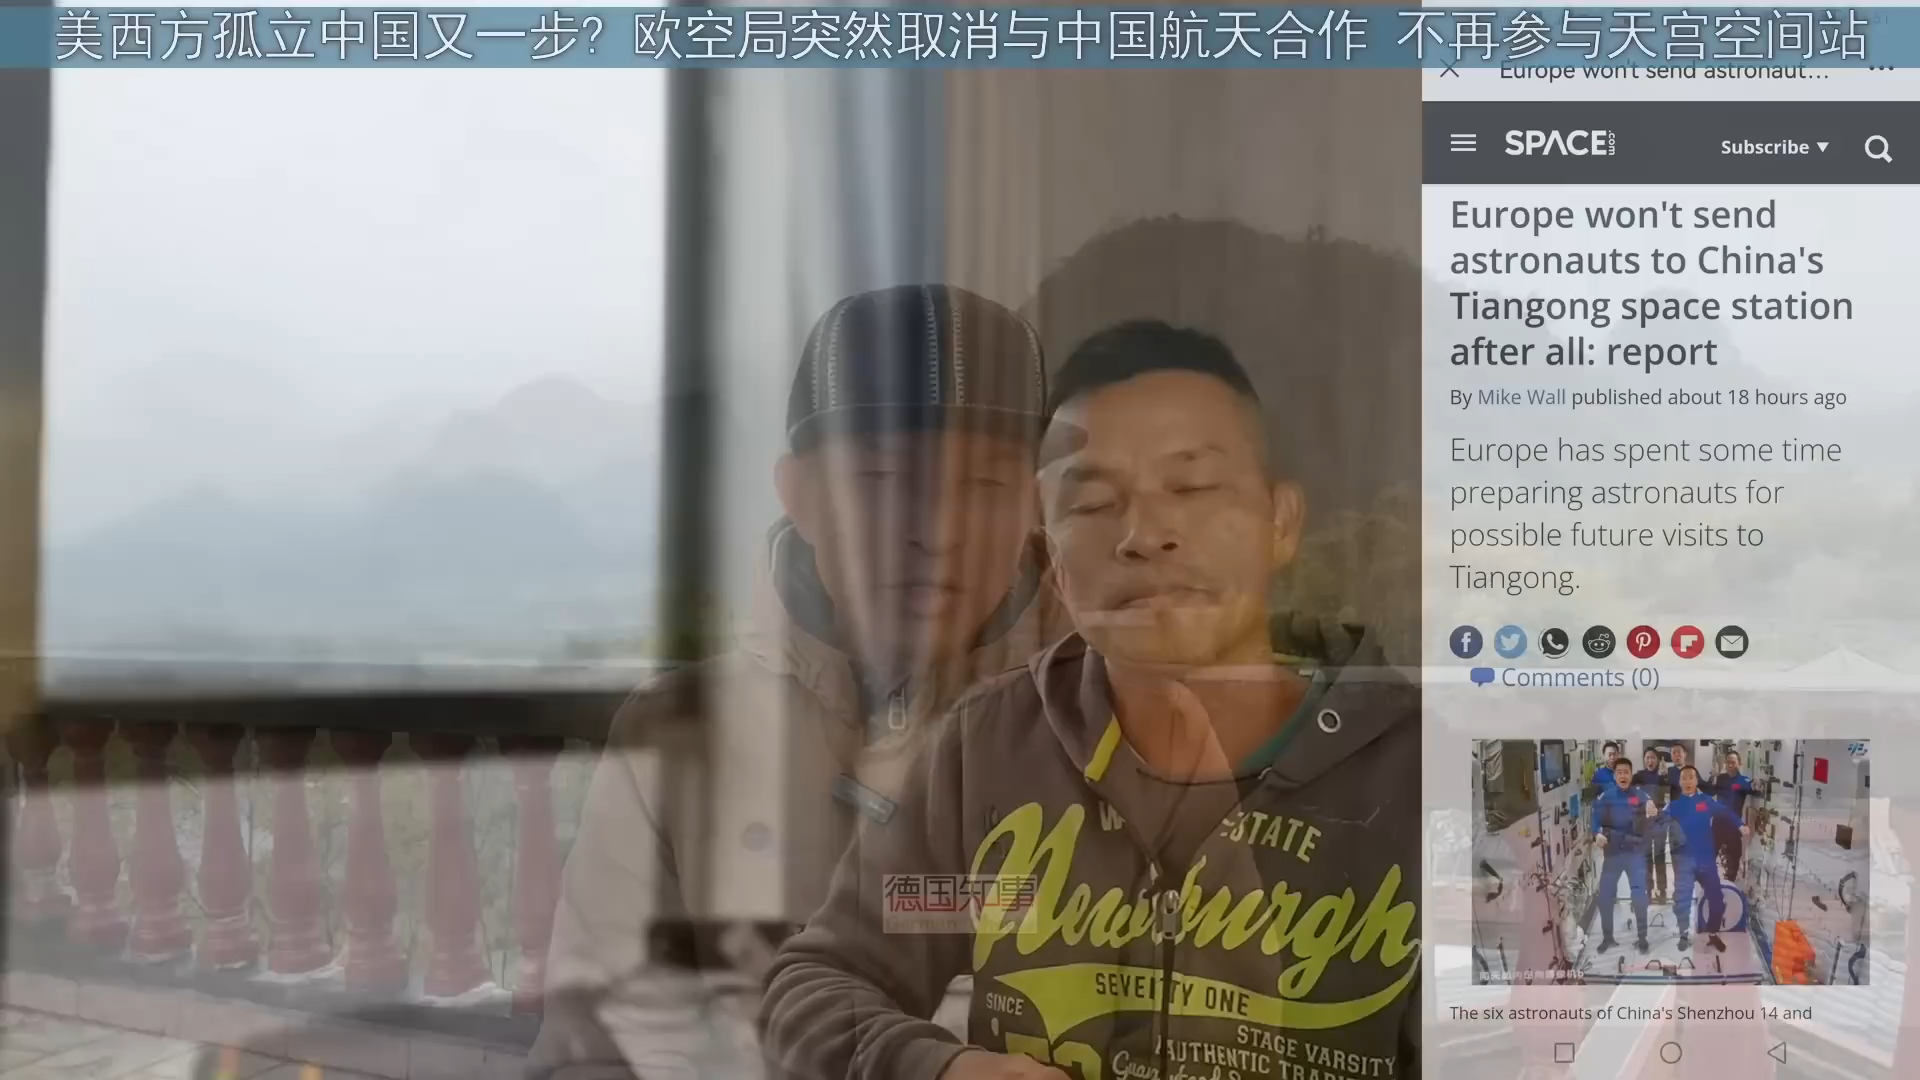 美西方孤立中国又一步？欧空局突然取消与中国航天合作 不再参与天宫空间站
Europe won't send astronaut...
SPACE.com
Subscribe
Europe won't send
astronauts to China's
Tiangong space station
after all: report
By Mike Wall published about 18 hours ago
Europe has spent some time
preparing astronauts for
possible future visits to
Tiangong.
Comments (0)
The six astronauts of China's Shenzhou 14 and
德国知事
Newburgh
SINCE
SEVENTY ONE
STAGE VARSITY
AUTHENTIC